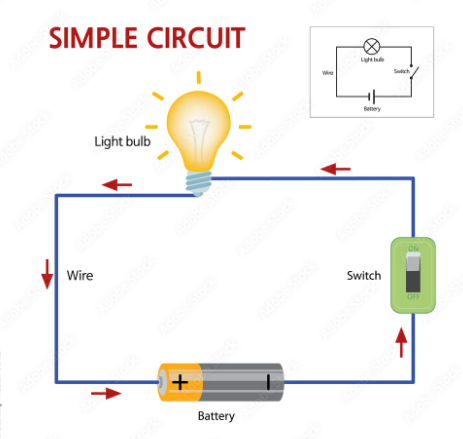 SIMPLE CIRCUIT
Light bulb
Wire
Switch
Battery
Light bulb
Wire
ON
OFF
Switch
+
-
Battery